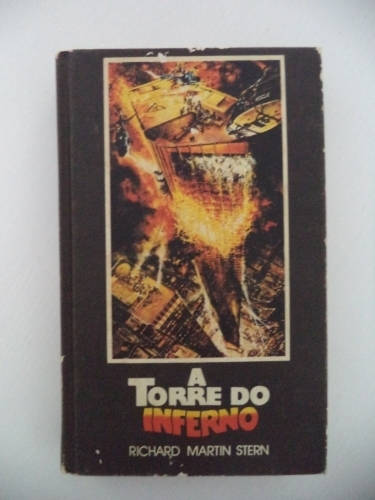 A
TORRE DO
INFERNO
RICHARD MARTIN STERN